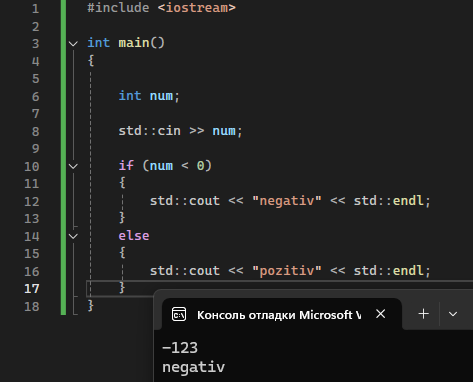 1 #include <iostream>
2
3 int main()
4 {
5
6 int num;
7
8 std::cin >> num;
9
10 if (num < 0)
11 {
12 std::cout << "negativ" << std::endl;
13 }
14 else
15 {
16 std::cout << "pozitiv" << std::endl;
17 }
18 }
Консоль отладки Microsoft V
-123
negativ